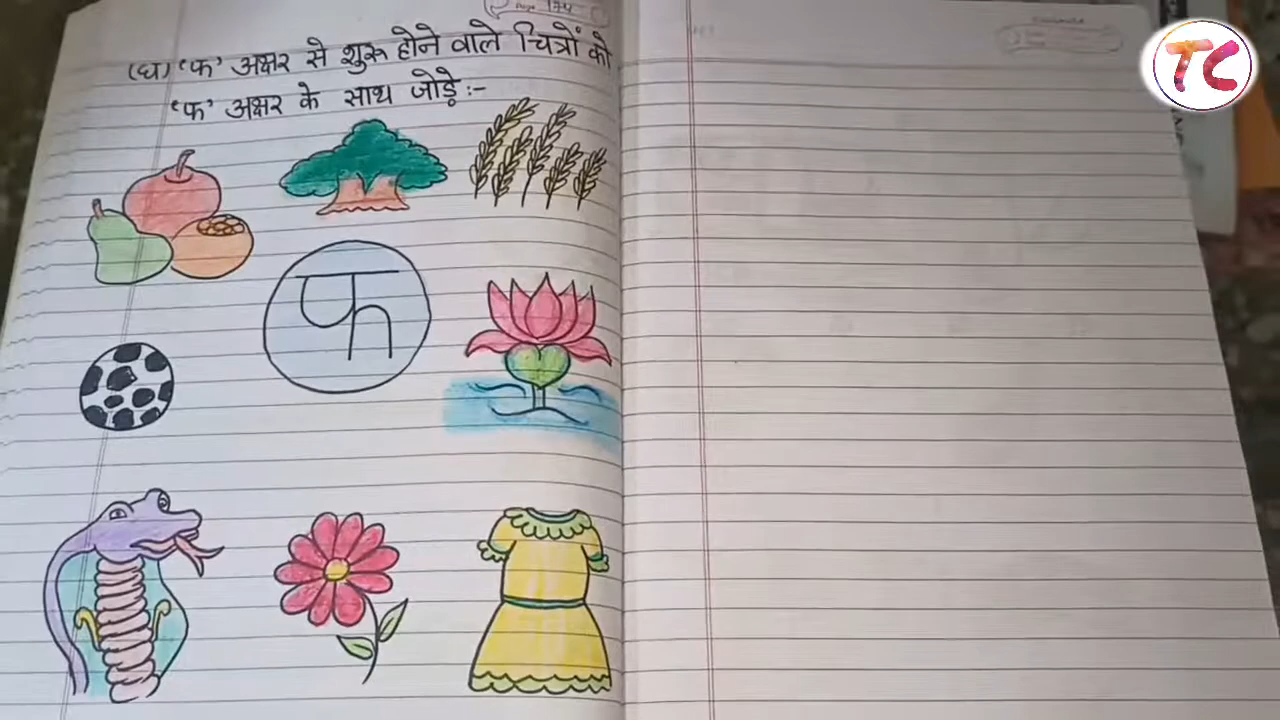 (घ) 'फ' अक्षर से शुरू होने वाले चित्रों को
'फ' अक्षर के साथ जोड़े :-
फ
TC